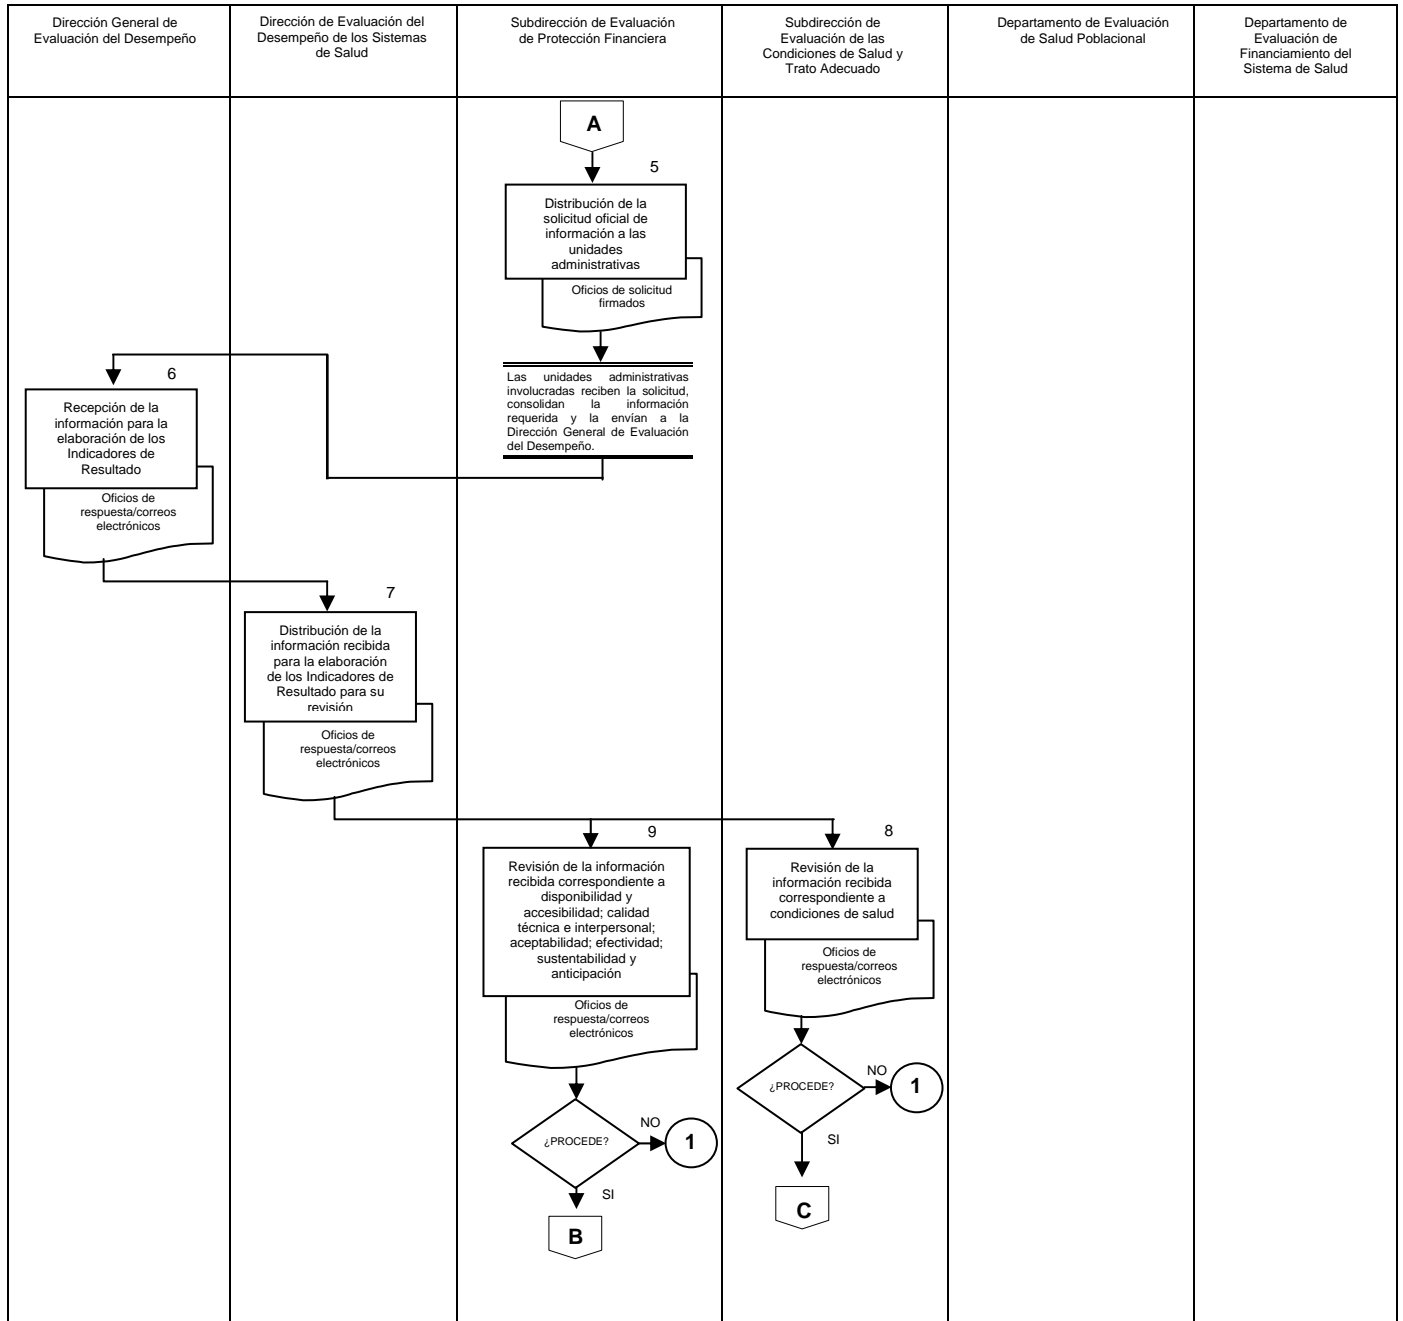 Dirección General de
Evaluación del Desempeño
Dirección de Evaluación del
Desempeño de los Sistemas
de Salud
Subdirección de Evaluación
de Protección Financiera
Subdirección de
Evaluación de las
Condiciones de Salud y
Trato Adecuado
Departamento de Evaluación
de Salud Poblacional
Departamento de
Evaluación de
Financiamiento del
Sistema de Salud
A
5
Distribución de la
solicitud oficial de
información a las
unidades
administrativas
Oficios de solicitud
firmados
Las unidades administrativas
involucradas reciben la solicitud,
consolidan la información
requerida y la envían a la
Dirección General de Evaluación
del Desempeño.
6
Recepción de la
información para la
elaboración de los
Indicadores de
Resultado
Oficios de
respuesta/correos
electrónicos
7
Distribución de la
información recibida
para la elaboración
de los Indicadores de
Resultado para su
revisión
Oficios de
respuesta/correos
electrónicos
9
Revisión de la información
recibida correspondiente a
disponibilidad y
accesibilidad; calidad
técnica e interpersonal;
aceptabilidad; efectividad;
sustentabilidad y
anticipación
Oficios de
respuesta/correos
electrónicos
¿PROCEDE?
NO
1
SI
B
8
Revisión de la
información recibida
correspondiente a
condiciones de salud
Oficios de
respuesta/correos
electrónicos
¿PROCEDE?
NO
1
SI
C